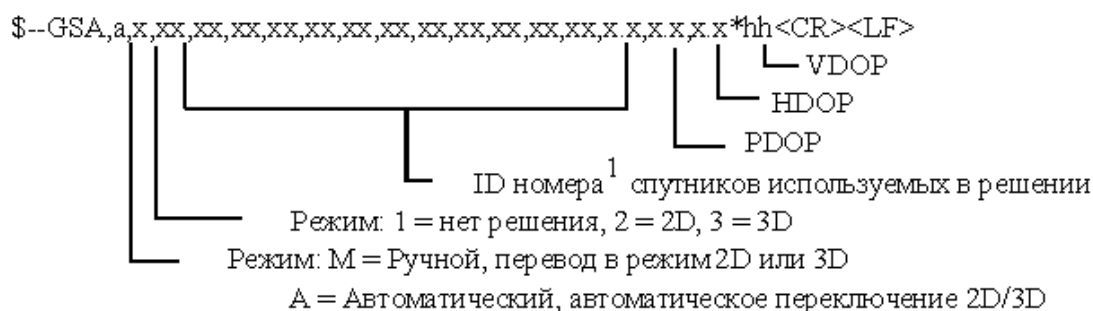 $--GSA,a,x,xx,xx,xx,xx,xx,xx,xx,xx,xx,xx,xx,xx,x.x,x.x,x.x*hh<CR><LF>
VDOP
HDOP
PDOP
ID номера1 спутников используемых в решении
Режим: 1 = нет решения, 2 = 2D, 3 = 3D
Режим: M = Ручной, перевод в режим 2D или 3D
A = Автоматический, автоматическое переключение 2D/3D